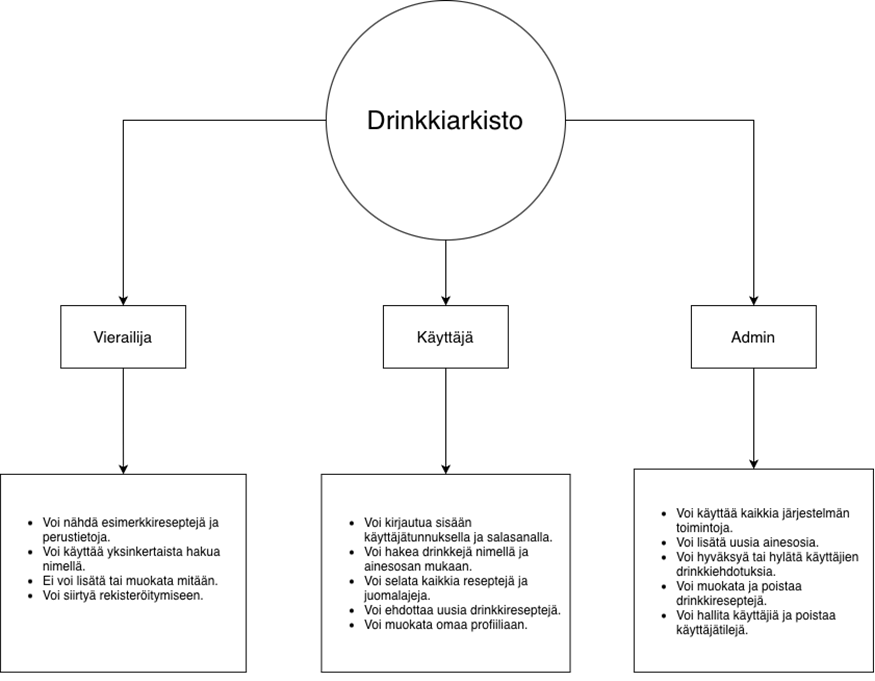 Drinkkiarkisto
Vierailija
Käyttäjä
Admin
• Voi nähdä esimerkkireseptejä ja
perustietoja.
• Voi käyttää yksinkertaista hakua
nimellä.
• Ei voi lisätä tai muokata mitään.
• Voi siirtyä rekisteröitymiseen.
• Voi kirjautua sisään
käyttäjätunnuksella ja salasanalla.
• Voi hakea drinkkejä nimellä ja
ainesosan mukaan.
• Voi selata kaikkia reseptejä ja
juomalajeja.
• Voi ehdottaa uusia drinkkireseptejä.
• Voi muokata omaa profiiliaan.
• Voi käyttää kaikkia järjestelmän
toimintoja.
• Voi lisätä uusia ainesosia.
• Voi hyväksyä tai hylätä käyttäjien
drinkkiehdotuksia.
• Voi muokata ja poistaa
drinkkireseptejä.
• Voi hallita käyttäjiä ja poistaa
käyttäjätilejä.